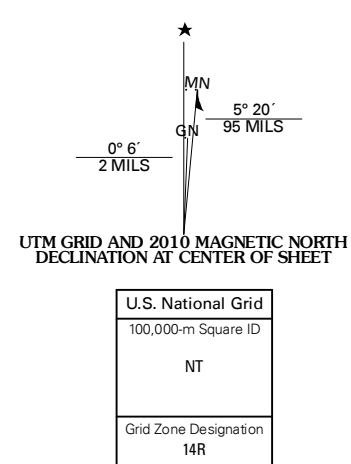 ★
MN
5° 20´
95 MILS
GN
0° 6´
2 MILS
UTM GRID AND 2010 MAGNETIC NORTH
DECLINATION AT CENTER OF SHEET
U.S. National Grid
100,000-m Square ID
NT
Grid Zone Designation
14R